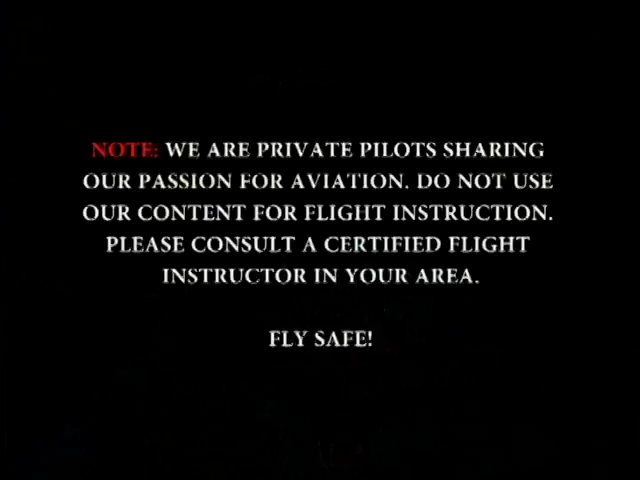 NOTE: WE ARE PRIVATE PILOTS SHARING
OUR PASSION FOR AVIATION. DO NOT USE
OUR CONTENT FOR FLIGHT INSTRUCTION.
PLEASE CONSULT A CERTIFIED FLIGHT
INSTRUCTOR IN YOUR AREA.
FLY SAFE!